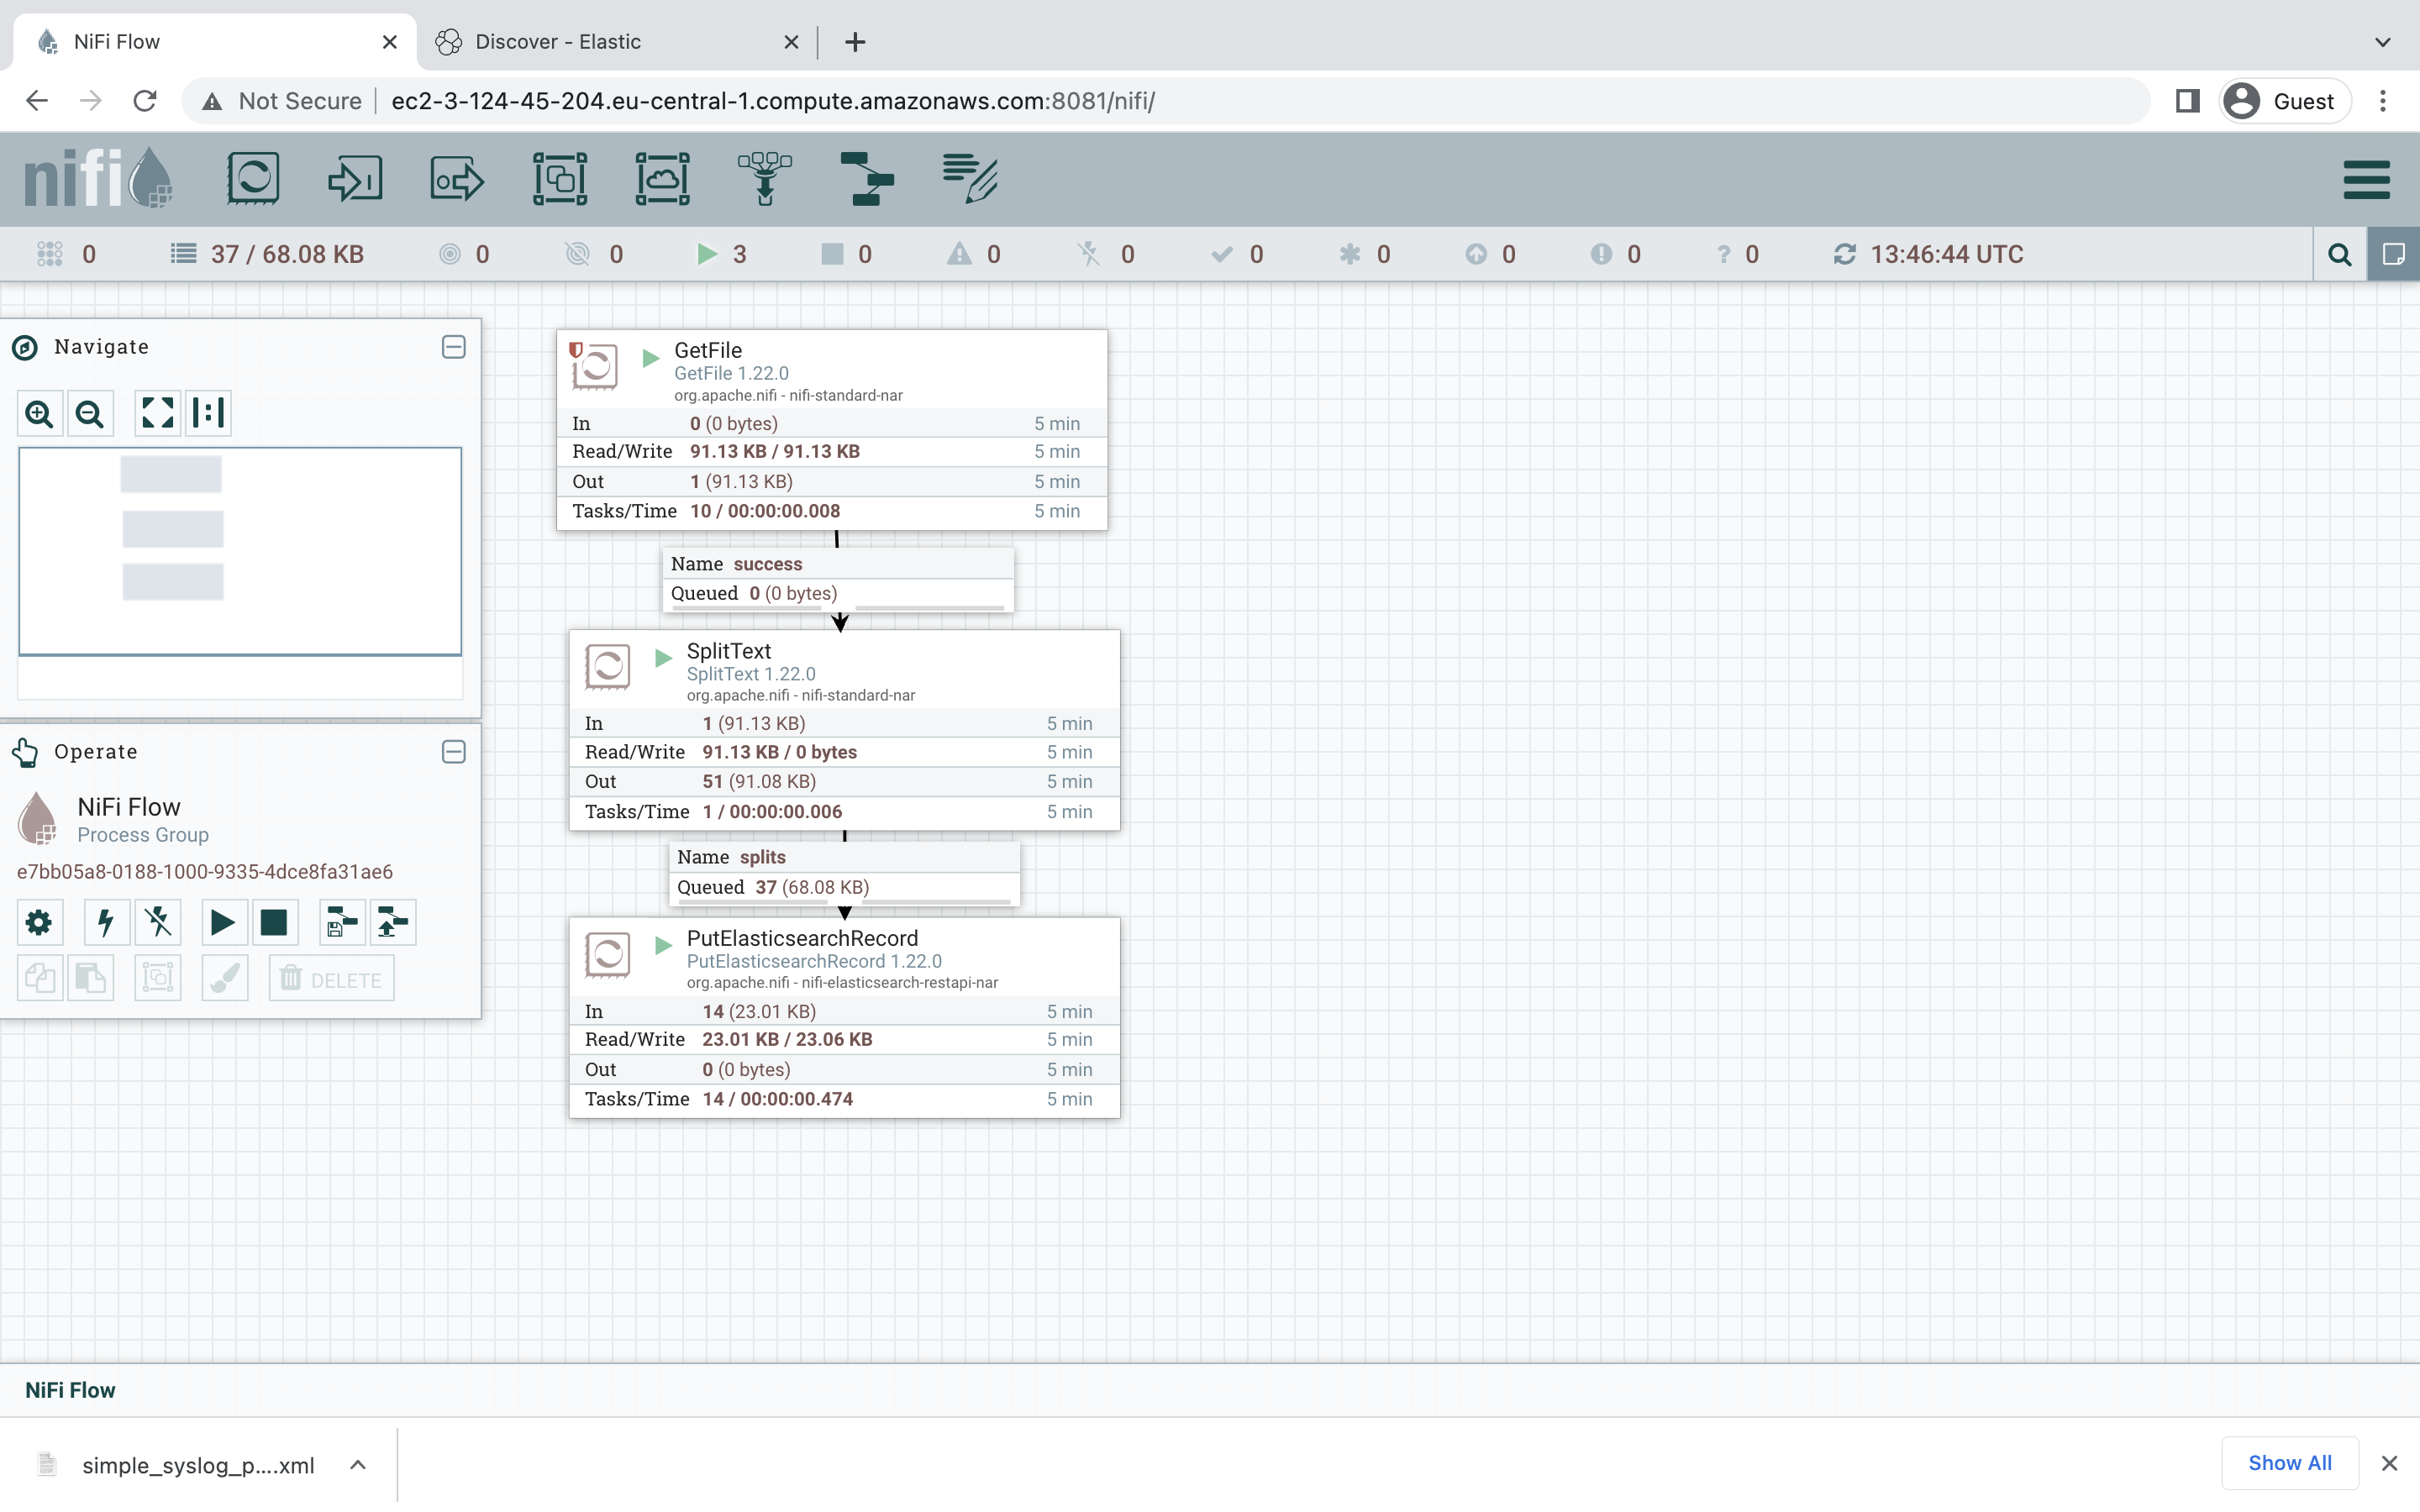 NiFi Flow
Discover - Elastic
Not Secure
ec2-3-124-45-204.eu-central-1.compute.amazonaws.com:8081/nifi/
Guest
nifi
0
37 / 68.08 KB
0
0
3
0
0
0
0
0
0
0
? 0
13:46:44 UTC
Navigate
Operate
NiFi Flow
Process Group
e7bb05a8-0188-1000-9335-4dce8fa31ae6
DELETE
GetFile
GetFile 1.22.0
org.apache.nifi - nifi-standard-nar
In 0 (0 bytes) 5 min
Read/Write 91.13 KB / 91.13 KB 5 min
Out 1 (91.13 KB) 5 min
Tasks/Time 10 / 00:00:00.008 5 min
Name success
Queued 0 (0 bytes)
SplitText
SplitText 1.22.0
org.apache.nifi - nifi-standard-nar
In 1 (91.13 KB) 5 min
Read/Write 91.13 KB / 0 bytes 5 min
Out 51 (91.08 KB) 5 min
Tasks/Time 1 / 00:00:00.006 5 min
Name splits
Queued 37 (68.08 KB)
PutElasticsearchRecord
PutElasticsearchRecord 1.22.0
org.apache.nifi - nifi-elasticsearch-restapi-nar
In 14 (23.01 KB) 5 min
Read/Write 23.01 KB / 23.06 KB 5 min
Out 0 (0 bytes) 5 min
Tasks/Time 14 / 00:00:00.474 5 min
NiFi Flow
simple_syslog_p....xml
Show All